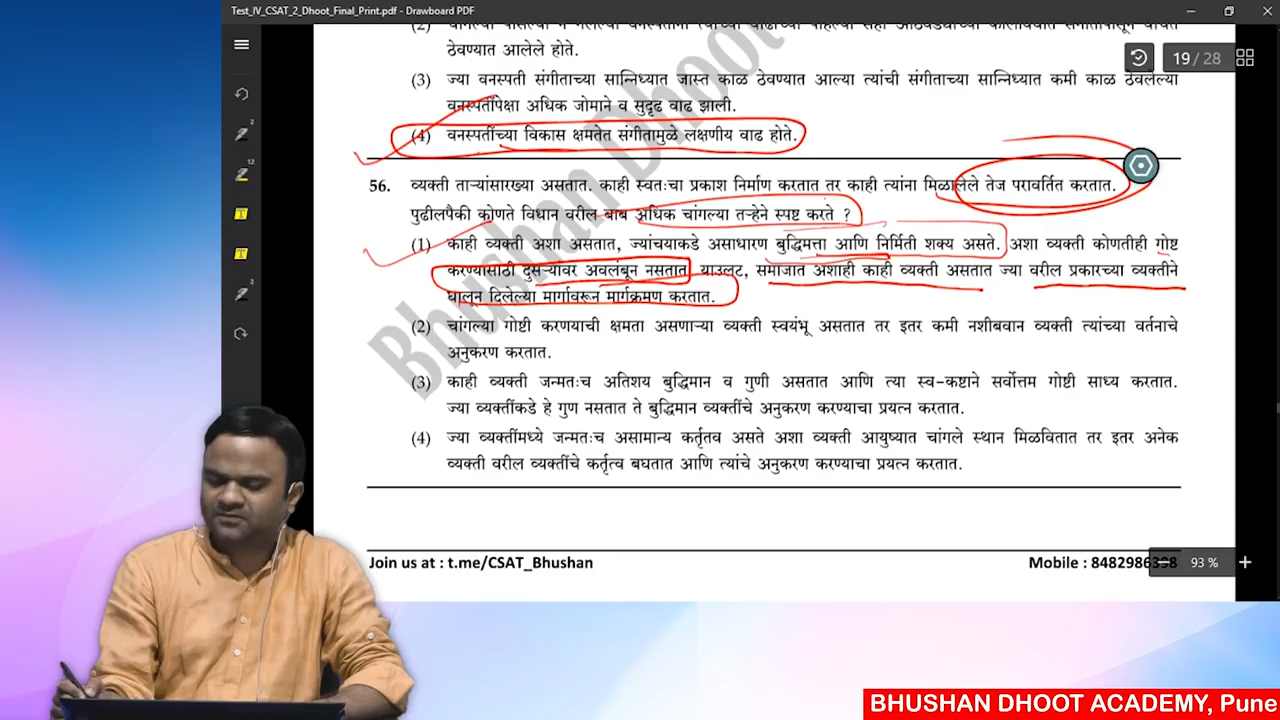 Test_IV_CSAT_2_Dhoot_Final_Print.pdf - Drawboard PDF
ठेवण्यात आलेले होते.
19 / 28
(3) ज्या वनस्पती संगीताच्या सान्निध्यात जास्त काळ ठेवण्यात आल्या त्यांची संगीताच्या सान्निध्यात कमी काळ ठेवलेल्या
वनस्पतींपेक्षा अधिक जोमाने व सुदृढ वाढ झाली.
(4) वनस्पतींच्या विकास क्षमतेत संगीतामुळे लक्षणीय वाढ होते.
56. व्यक्ती ताऱ्यांसारख्या असतात. काही स्वतःचा प्रकाश निर्माण करतात तर काही त्यांना मिळालेले तेज परावर्तित करतात.
पुढीलपैकी कोणते विधान वरील बाब अधिक चांगल्या तऱ्हेने स्पष्ट करते ?
(1) काही व्यक्ती अशा असतात, ज्यांचयाकडे असाधारण बुद्धिमत्ता आणि निर्मिती शक्य असते. अशा व्यक्ती कोणतीही गोष्ट
करण्यासाठी दुसऱ्यावर अवलंबून नसतात. याउलट, समाजात अशाही काही व्यक्ती असतात ज्या वरील प्रकारच्या व्यक्तीने
घालून दिलेल्या मार्गावरून मार्गक्रमण करतात.
(2) चांगल्या गोष्टी करणयाची क्षमता असणाऱ्या व्यक्ती स्वयंभू असतात तर इतर कमी नशीबवान व्यक्ती त्यांच्या वर्तनाचे
अनुकरण करतात.
(3) काही व्यक्ती जन्मतःच अतिशय बुद्धिमान व गुणी असतात आणि त्या स्व-कष्टाने सर्वोत्तम गोष्टी साध्य करतात.
ज्या व्यक्तींकडे हे गुण नसतात ते बुद्धिमान व्यक्तींचे अनुकरण करण्याचा प्रयत्न करतात.
(4) ज्या व्यक्तींमध्ये जन्मतःच असामान्य कर्तृतव असते अशा व्यक्ती आयुष्यात चांगले स्थान मिळवितात तर इतर अनेक
व्यक्ती वरील व्यक्तींचे कर्तृत्व बघतात आणि त्यांचे अनुकरण करण्याचा प्रयत्न करतात.
Bhushan Dhoot
Join us at : t.me/CSAT_Bhushan
Mobile : 8482986398
93 %
BHUSHAN DHOOT ACADEMY, Pune